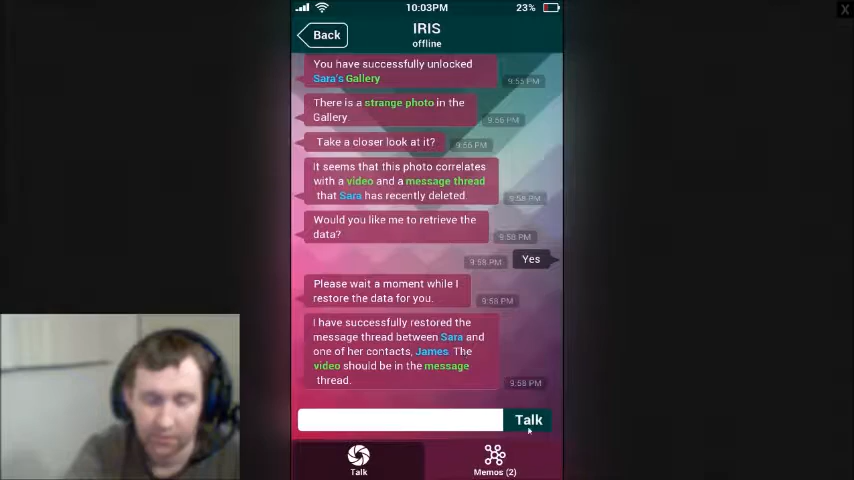 10:03PM
23%
X
Back
IRIS
offline
You have successfully unlocked
Sara's Gallery
9:55 PM
There is a strange photo in the
Gallery.
9:56 PM
Take a closer look at it?
9:55 PM
It seems that this photo correlates
with a video and a message thread
that Sara has recently deleted.
9:58 PM
Would you like me to retrieve the
data?
9:58 PM
9:58 PM
Yes
Please wait a moment while I
restore the data for you.
9:58 PM
I have successfully restored the
message thread between Sara and
one of her contacts, James. The
video should be in the message
thread.
9:58 PM
Talk
Talk
Memos (2)